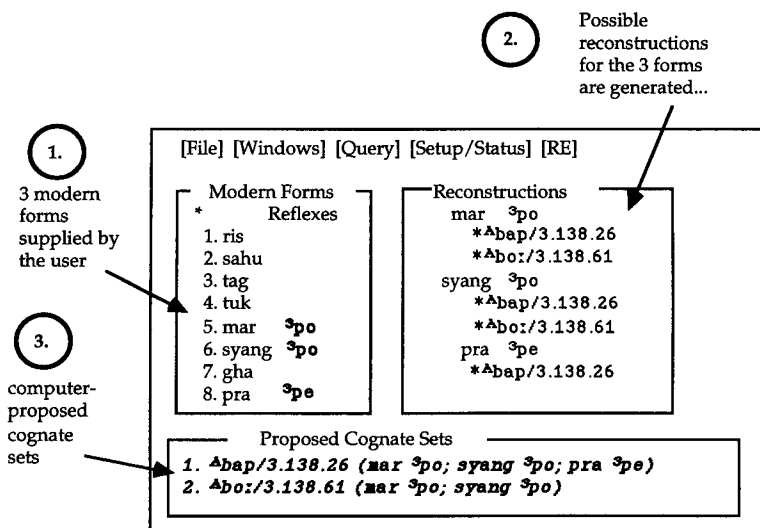 2.
Possible
reconstructions
for the 3 forms
are generated...
1.
3 modern
forms
supplied by
the user
3.
computer-
proposed
cognate
sets
[File] [Windows] [Query] [Setup/Status] [RE]
Modern Forms
* Reflexes
1. ris
2. sahu
3. tag
4. tuk
5. mar ³po
6. syang ³po
7. gha
8. pra ³pe
Reconstructions
mar ³po
*ᴬbap/3.138.26
*ᴬboː/3.138.61
syang ³po
*ᴬbap/3.138.26
*ᴬboː/3.138.61
pra ³pe
*ᴬbap/3.138.26
Proposed Cognate Sets
1. ᴬbap/3.138.26 (mar ³po; syang ³po; pra ³pe)
2. ᴬboː/3.138.61 (mar ³po; syang ³po)